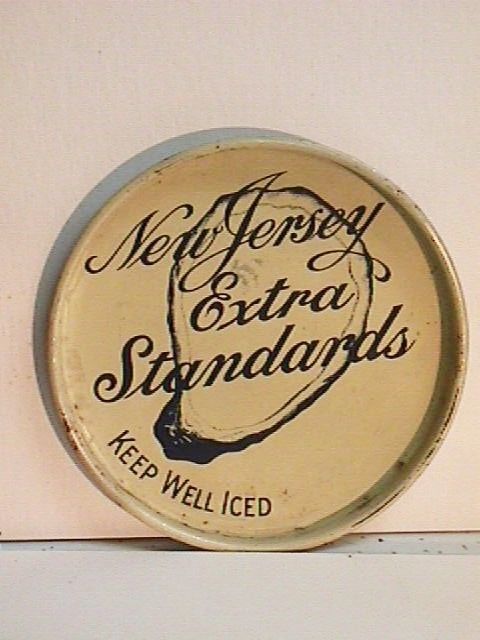 New Jersey
Extra
Standards
KEEP WELL ICED